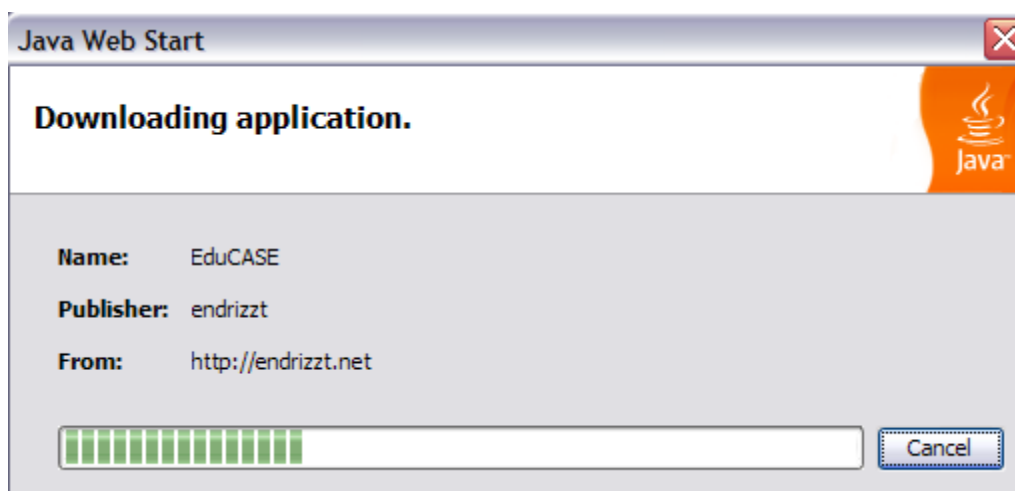 Java Web Start
Downloading application.
Java
Name: EduCASE
Publisher: endrizzt
From: http://endrizzt.net
Cancel